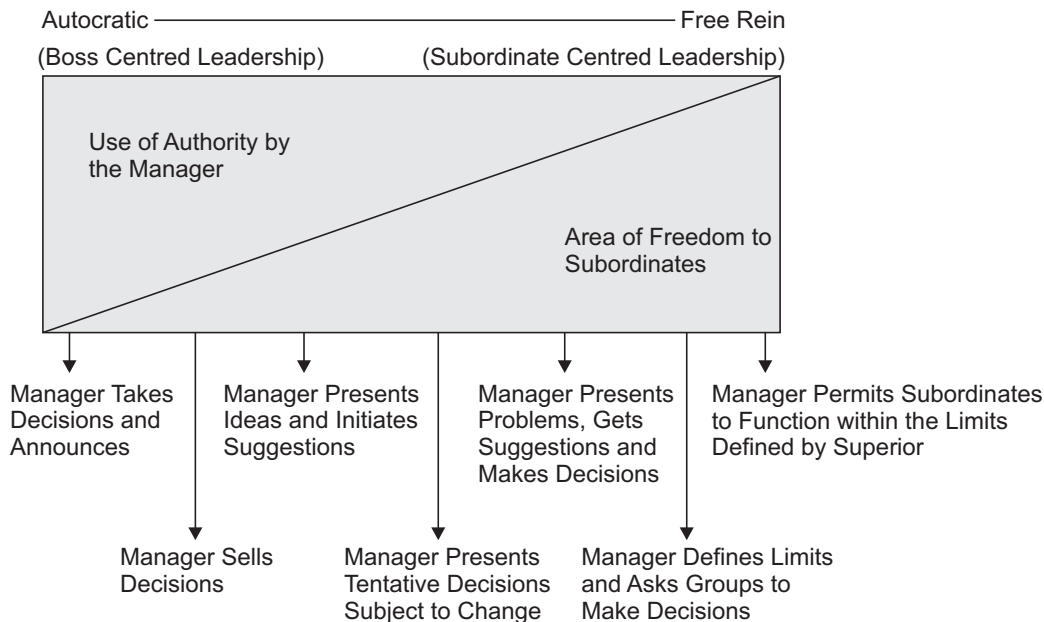 Autocratic Free Rein
(Boss Centred Leadership) (Subordinate Centred Leadership)
Use of Authority by
the Manager
Area of Freedom to
Subordinates
Manager Takes
Decisions and
Announces
Manager Presents
Ideas and Initiates
Suggestions
Manager Presents
Problems, Gets
Suggestions and
Makes Decisions
Manager Permits Subordinates
to Function within the Limits
Defined by Superior
Manager Sells
Decisions
Manager Presents
Tentative Decisions
Subject to Change
Manager Defines Limits
and Asks Groups to
Make Decisions